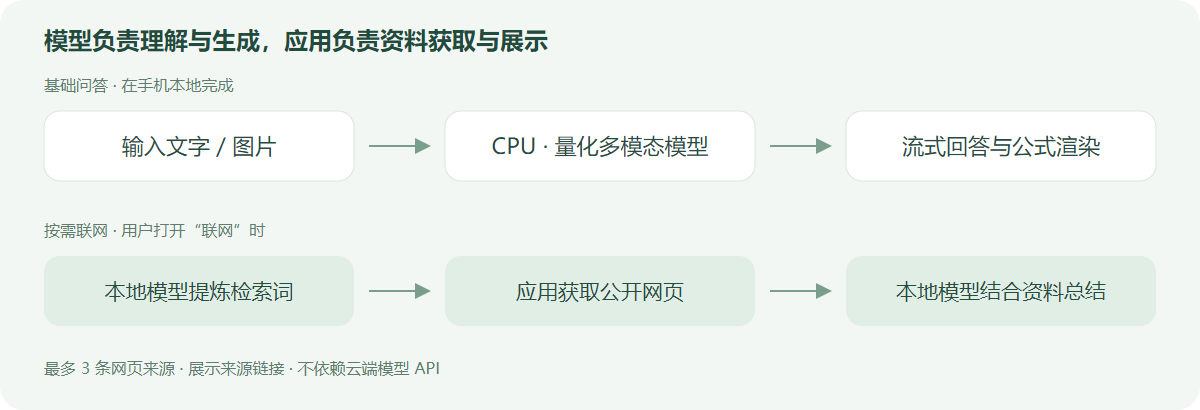 模型负责理解与生成，应用负责资料获取与展示
基础问答 · 在手机本地完成
输入文字 / 图片
CPU · 量化多模态模型
流式回答与公式渲染
按需联网 · 用户打开“联网”时
本地模型提炼检索词
应用获取公开网页
本地模型结合资料总结
最多 3 条网页来源 · 展示来源链接 · 不依赖云端模型 API